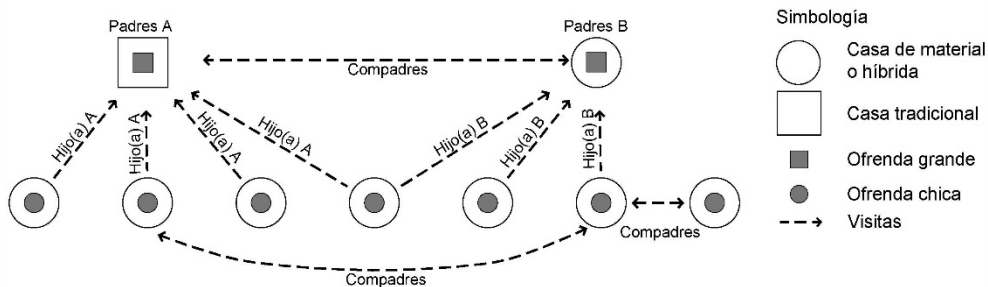 Padres A
Padres B
Compadres
Hijo(a) A
Hijo(a) A
Hijo(a) A
Hijo(a) A
Hijo(a) B
Hijo(a) B
Hijo(a) B
Compadres
Compadres
Simbología
Casa de material
o híbrida
Casa tradicional
Ofrenda grande
Ofrenda chica
Visitas